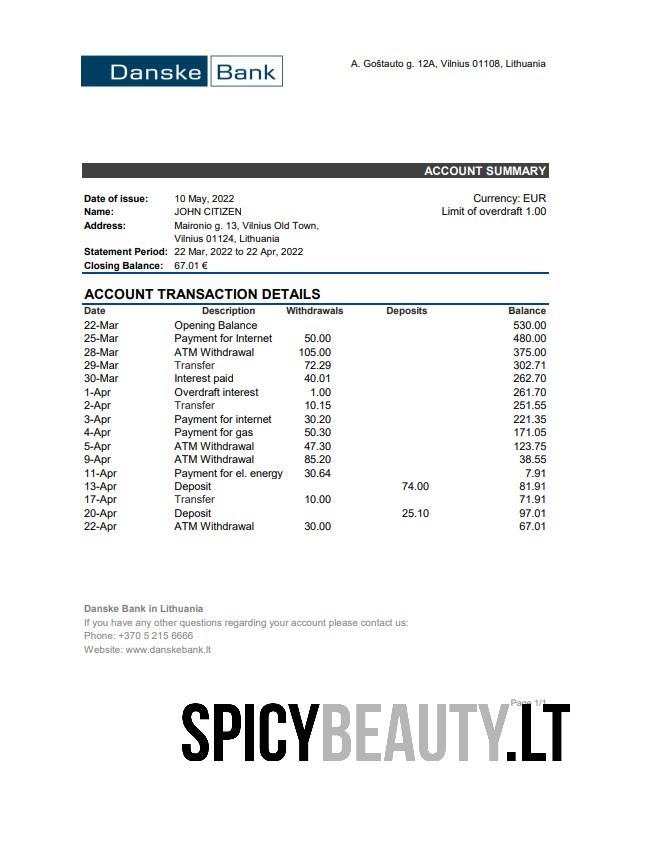 Danske Bank
A. Goštauto g. 12A, Vilnius 01108, Lithuania
ACCOUNT SUMMARY
Date of issue: 10 May, 2022 Currency: EUR
Name: JOHN CITIZEN Limit of overdraft 1.00
Address: Maironio g. 13, Vilnius Old Town,
Vilnius 01124, Lithuania
Statement Period: 22 Mar, 2022 to 22 Apr, 2022
Closing Balance: 67.01 €
ACCOUNT TRANSACTION DETAILS
Date Description Withdrawals Deposits Balance
22-Mar Opening Balance 530.00
25-Mar Payment for Internet 50.00 480.00
28-Mar ATM Withdrawal 105.00 375.00
29-Mar Transfer 72.29 302.71
30-Mar Interest paid 40.01 262.70
1-Apr Overdraft interest 1.00 261.70
2-Apr Transfer 10.15 251.55
3-Apr Payment for internet 30.20 221.35
4-Apr Payment for gas 50.30 171.05
5-Apr ATM Withdrawal 47.30 123.75
9-Apr ATM Withdrawal 85.20 38.55
11-Apr Payment for el. energy 30.64 7.91
13-Apr Deposit 74.00 81.91
17-Apr Transfer 10.00 71.91
20-Apr Deposit 25.10 97.01
22-Apr ATM Withdrawal 30.00 67.01
Danske Bank in Lithuania
If you have any other questions regarding your account please contact us:
Phone: +370 5 215 6666
Website: www.danskebank.lt
Page 1/1
SPICYBEAUTY.LT